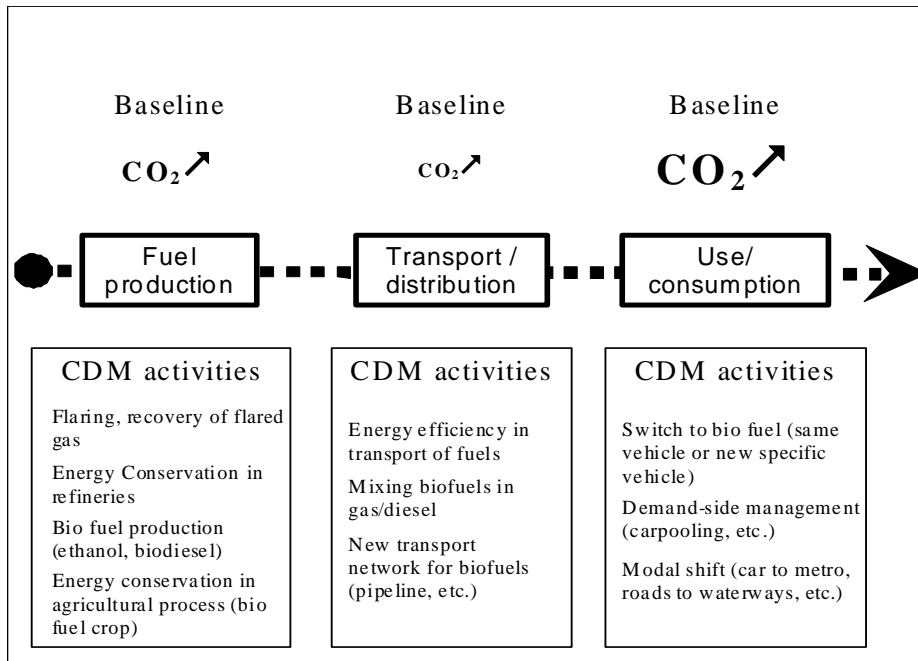 Baseline
CO₂
Fuel
production
CDM activities
Flaring, recovery of flared
gas
Energy Conservation in
refineries
Bio fuel production
(ethanol, biodiesel)
Energy conservation in
agricultural process (bio
fuel crop)
Baseline
CO₂
Transport /
distribution
CDM activities
Energy efficiency in
transport of fuels
Mixing biofuels in
gas/diesel
New transport
network for biofuels
(pipeline, etc.)
Baseline
CO₂
Use/
consumption
CDM activities
Switch to bio fuel (same
vehicle or new specific
vehicle)
Demand-side management
(carpooling, etc.)
Modal shift (car to metro,
roads to waterways, etc.)